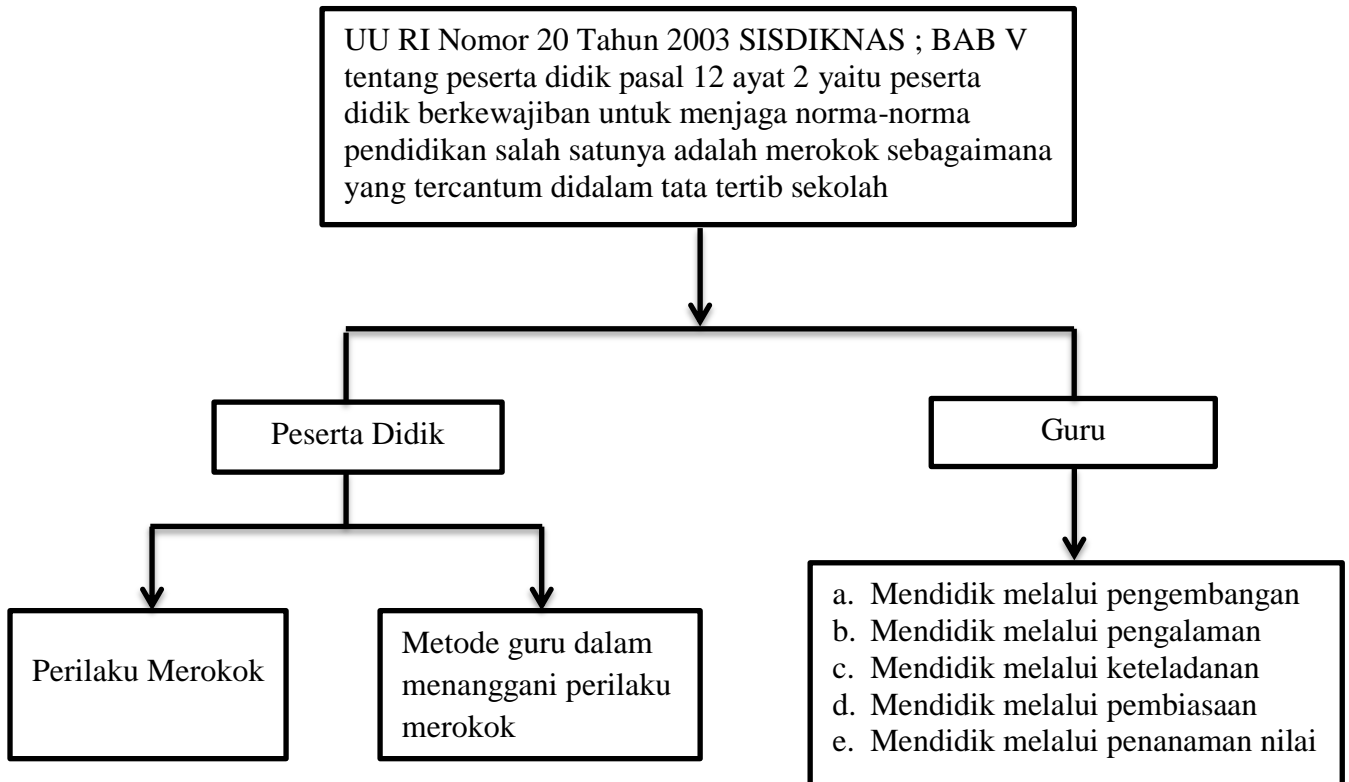 UU RI Nomor 20 Tahun 2003 SISDIKNAS ; BAB V
tentang peserta didik pasal 12 ayat 2 yaitu peserta
didik berkewajiban untuk menjaga norma-norma
pendidikan salah satunya adalah merokok sebagaimana
yang tercantum didalam tata tertib sekolah
Peserta Didik
Guru
Perilaku Merokok
Metode guru dalam
menanggani perilaku
merokok
a. Mendidik melalui pengembangan
b. Mendidik melalui pengalaman
c. Mendidik melalui keteladanan
d. Mendidik melalui pembiasaan
e. Mendidik melalui penanaman nilai